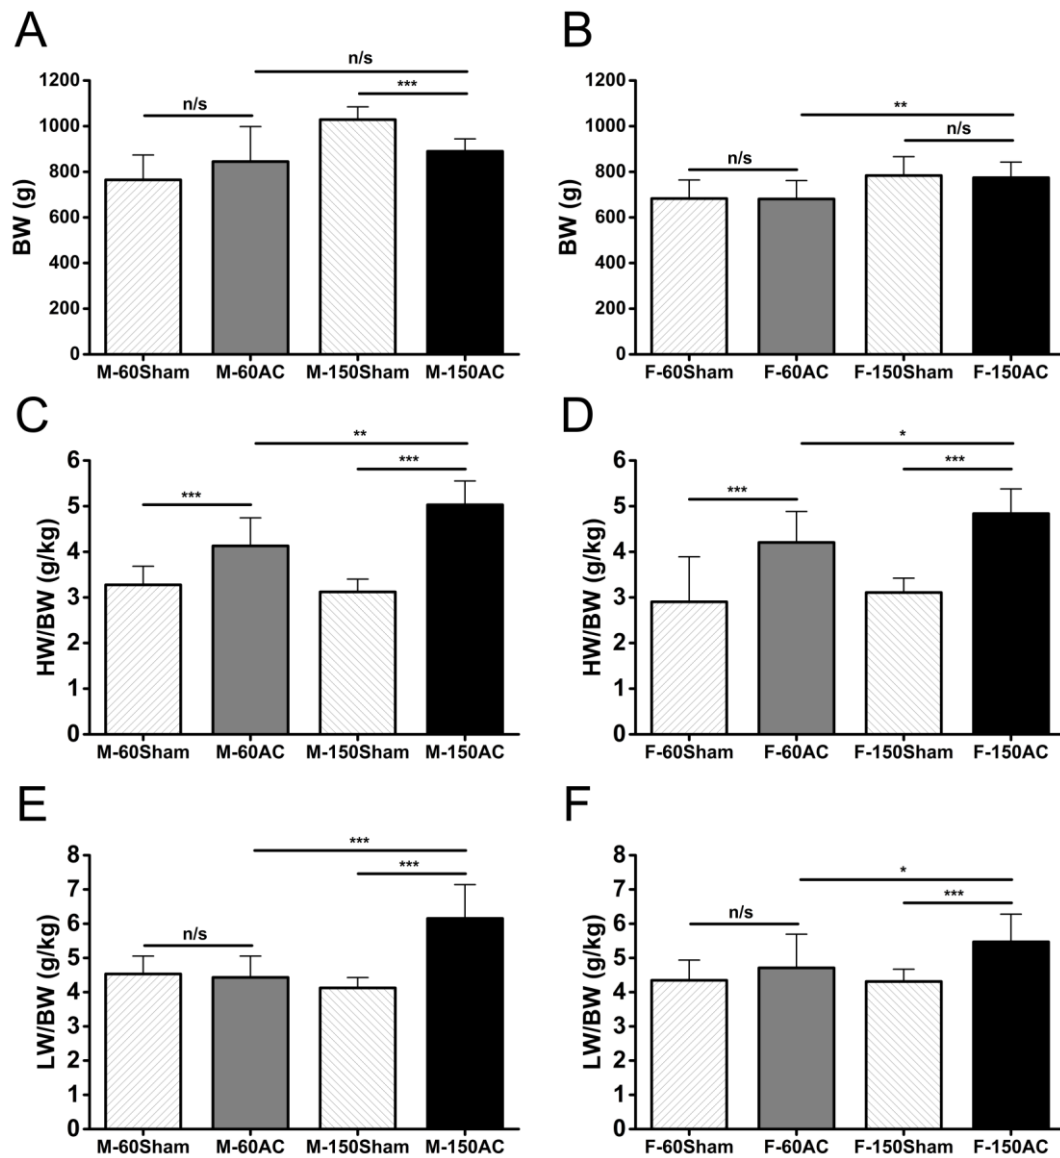 A
BW (g)
1200
1000
800
600
400
200
0
n/s
n/s
***
M-60Sham M-60AC M-150Sham M-150AC
B
BW (g)
1200
1000
800
600
400
200
0
n/s
**
n/s
F-60Sham F-60AC F-150Sham F-150AC
C
HW/BW (g/kg)
6
5
4
3
2
1
0
***
**
***
M-60Sham M-60AC M-150Sham M-150AC
D
HW/BW (g/kg)
6
5
4
3
2
1
0
***
*
***
F-60Sham F-60AC F-150Sham F-150AC
E
LW/BW (g/kg)
8
7
6
5
4
3
2
1
0
n/s
***
***
M-60Sham M-60AC M-150Sham M-150AC
F
LW/BW (g/kg)
8
7
6
5
4
3
2
1
0
n/s
*
***
F-60Sham F-60AC F-150Sham F-150AC